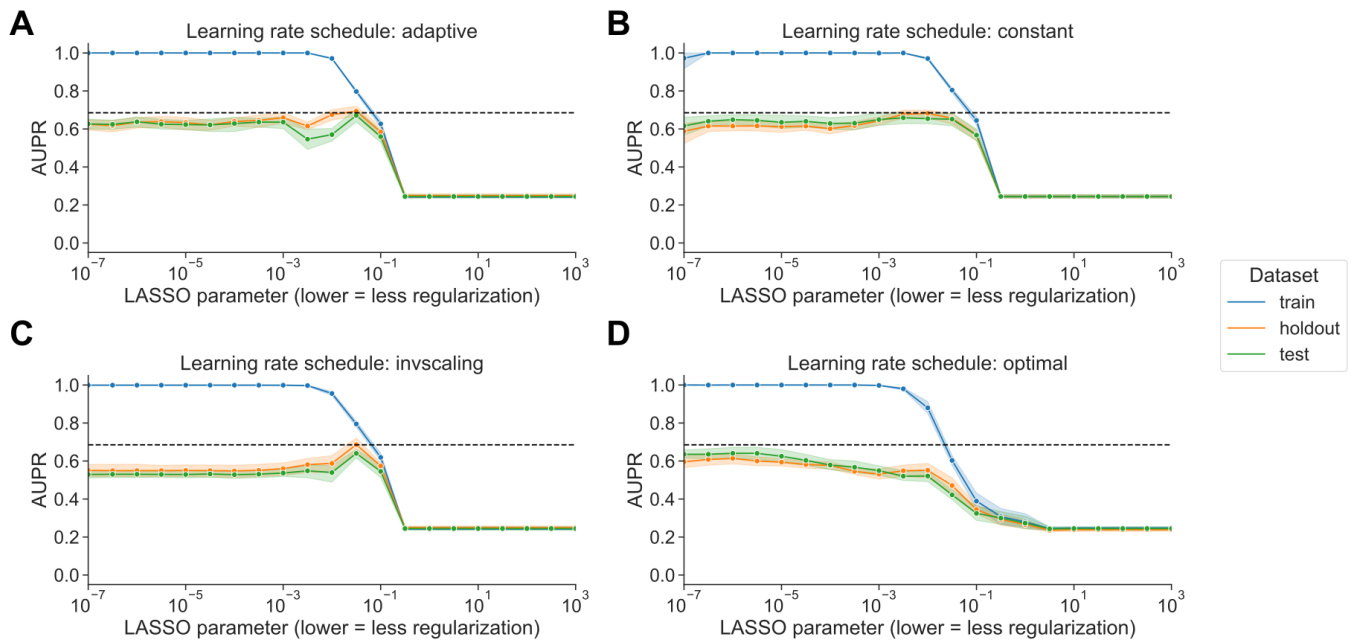 A
Learning rate schedule: adaptive
AUPR
1.0
0.8
0.6
0.4
0.2
0.0
10^−7 10^−5 10^−3 10^−1 10^1 10^3
LASSO parameter (lower = less regularization)
B
Learning rate schedule: constant
AUPR
1.0
0.8
0.6
0.4
0.2
0.0
10^−7 10^−5 10^−3 10^−1 10^1 10^3
LASSO parameter (lower = less regularization)
Dataset
train
holdout
test
C
Learning rate schedule: invscaling
AUPR
1.0
0.8
0.6
0.4
0.2
0.0
10^−7 10^−5 10^−3 10^−1 10^1 10^3
LASSO parameter (lower = less regularization)
D
Learning rate schedule: optimal
AUPR
1.0
0.8
0.6
0.4
0.2
0.0
10^−7 10^−5 10^−3 10^−1 10^1 10^3
LASSO parameter (lower = less regularization)